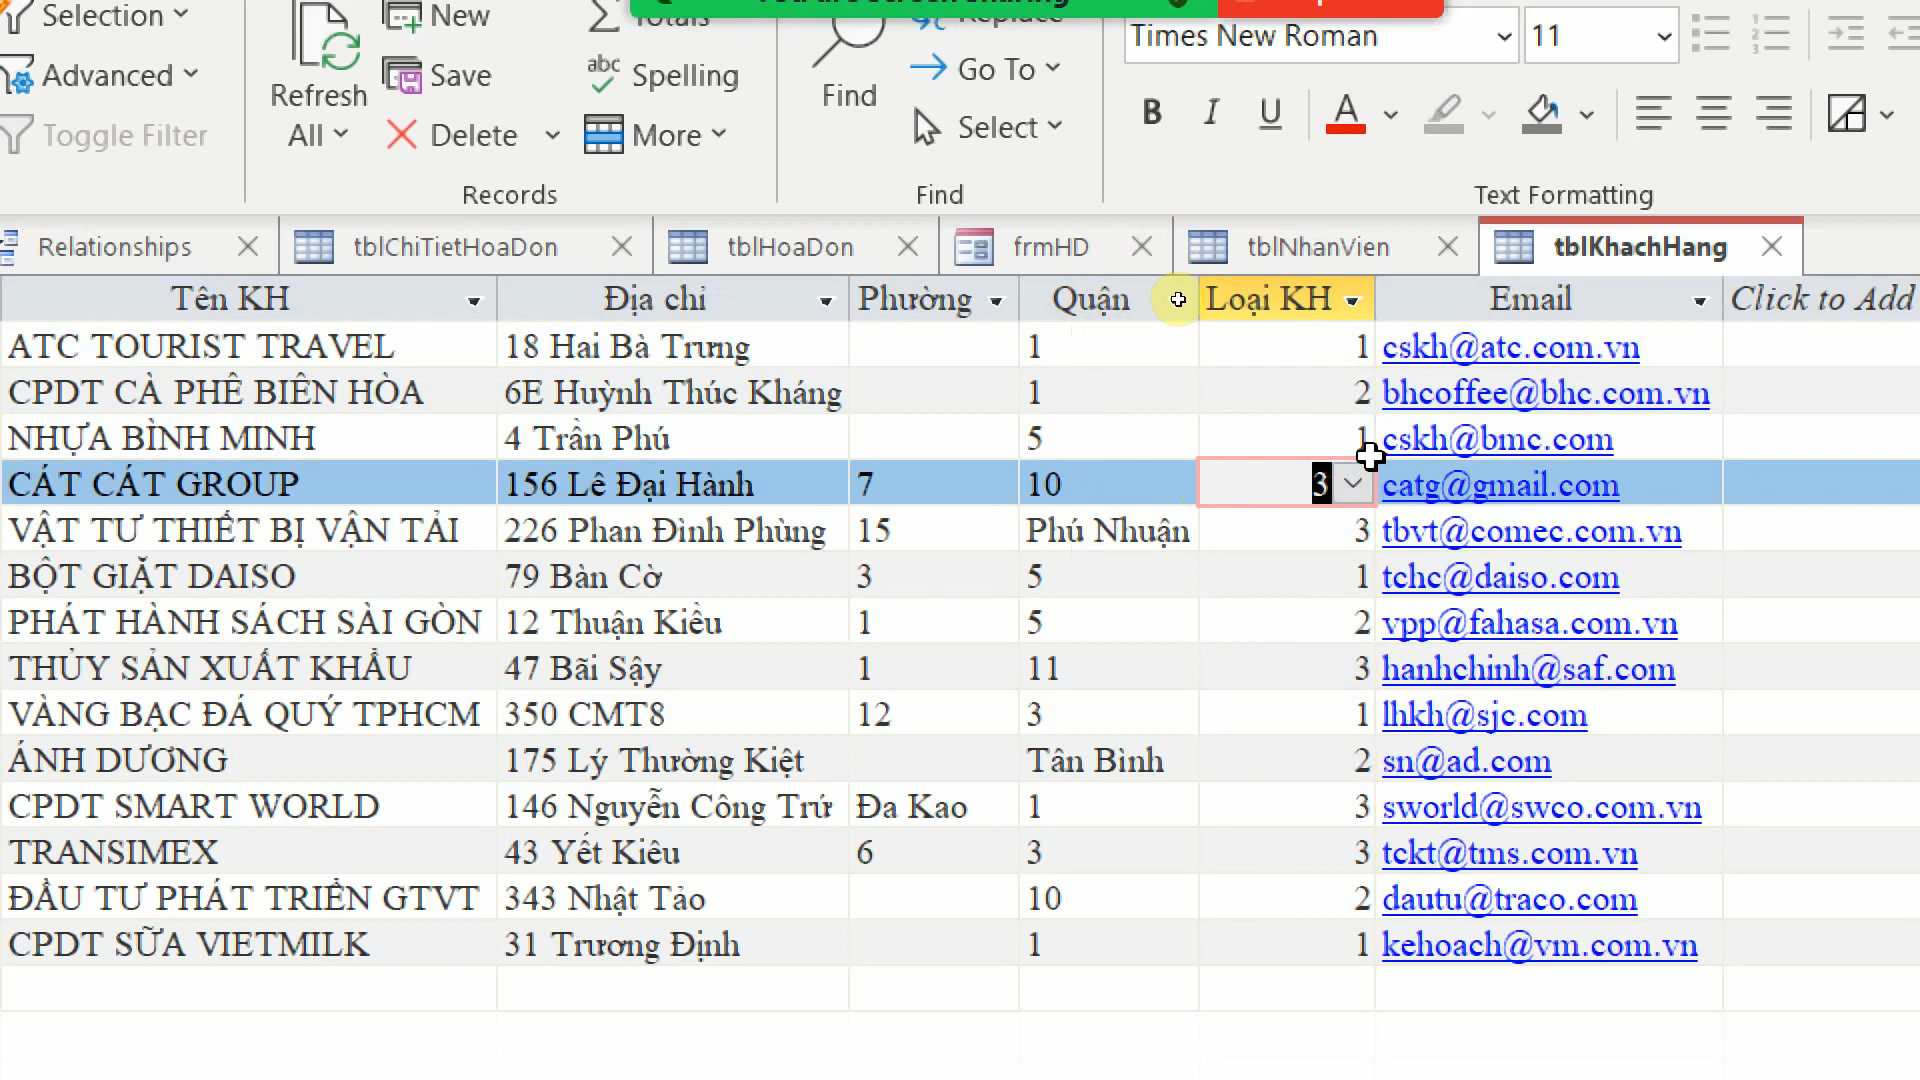 Selection New Totals
Go To
Advanced Refresh Save Spelling Find
Toggle Filter All Delete More Select
Times New Roman 11
B I U A
Records Find Text Formatting
Relationships tblChiTietHoaDon tblHoaDon frmHD tblNhanVien tblKhachHang
Tên KH Địa chỉ Phường Quận Loại KH Email Click to Add
ATC TOURIST TRAVEL 18 Hai Bà Trưng 1 1 cskh@atc.com.vn
CPDT CÀ PHÊ BIÊN HÒA 6E Huỳnh Thúc Kháng 1 2 bhcoffee@bhc.com.vn
NHỰA BÌNH MINH 4 Trần Phú 5 1 cskh@bmc.com
CÁT CÁT GROUP 156 Lê Đại Hành 7 10 3 catg@gmail.com
VẬT TƯ THIẾT BỊ VẬN TẢI 226 Phan Đình Phùng 15 Phú Nhuận 3 tbvt@comec.com.vn
BỘT GIẶT DAISO 79 Bàn Cờ 3 5 1 tchc@daiso.com
PHÁT HÀNH SÁCH SÀI GÒN 12 Thuận Kiều 1 5 2 vpp@fahasa.com.vn
THỦY SẢN XUẤT KHẨU 47 Bãi Sậy 1 11 3 hanhchinh@saf.com
VÀNG BẠC ĐÁ QUÝ TPHCM 350 CMT8 12 3 1 lhkh@sjc.com
ÁNH DƯƠNG 175 Lý Thường Kiệt Tân Bình 2 sn@ad.com
CPDT SMART WORLD 146 Nguyễn Công Trứ Đa Kao 1 3 sworld@swco.com.vn
TRANSIMEX 43 Yết Kiêu 6 3 3 tckt@tms.com.vn
ĐẦU TƯ PHÁT TRIỂN GTVT 343 Nhật Tảo 10 2 dautu@traco.com
CPDT SỮA VIETMILK 31 Trương Định 1 1 kehoach@vm.com.vn